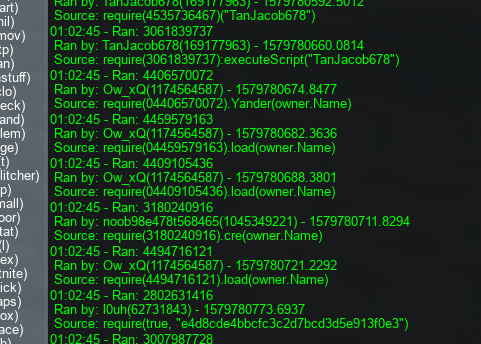 art)
nil)
mov)
tp)
an)
nstuff)
clo)
eck)
and)
lem)
ge)
't)
litcher)
p)
mall)
oor)
tat)
(l)
ex)
tnite)
ick)
aps)
ox)
ace)
Ran by: TanJacob678(169177963) - 1579780592.5012
Source: require(4535736467)("TanJacob678")
01:02:45 - Ran: 3061839737
Ran by: TanJacob678(169177963) - 1579780660.0814
Source: require(3061839737):executeScript("TanJacob678")
01:02:45 - Ran: 4406570072
Ran by: Ow_xQ(1174564587) - 1579780674.8477
Source: require(04406570072).Yander(owner.Name)
01:02:45 - Ran: 4459579163
Ran by: Ow_xQ(1174564587) - 1579780682.3636
Source: require(04459579163).load(owner.Name)
01:02:45 - Ran: 4409105436
Ran by: Ow_xQ(1174564587) - 1579780688.3801
Source: require(04409105436).load(owner.Name)
01:02:45 - Ran: 3180240916
Ran by: noob98e478t568465(1045349221) - 1579780711.8294
Source: require(3180240916).cre(owner.Name)
01:02:45 - Ran: 4494716121
Ran by: Ow_xQ(1174564587) - 1579780721.2292
Source: require(4494716121).load(owner.Name)
01:02:45 - Ran: 2802631416
Ran by: l0uh(62731843) - 1579780773.6937
Source: require(true, "e4d8cde4bbcfc3c2d7bcd3d5e913f0e3")
01:02:45 - Ran: 3007987728